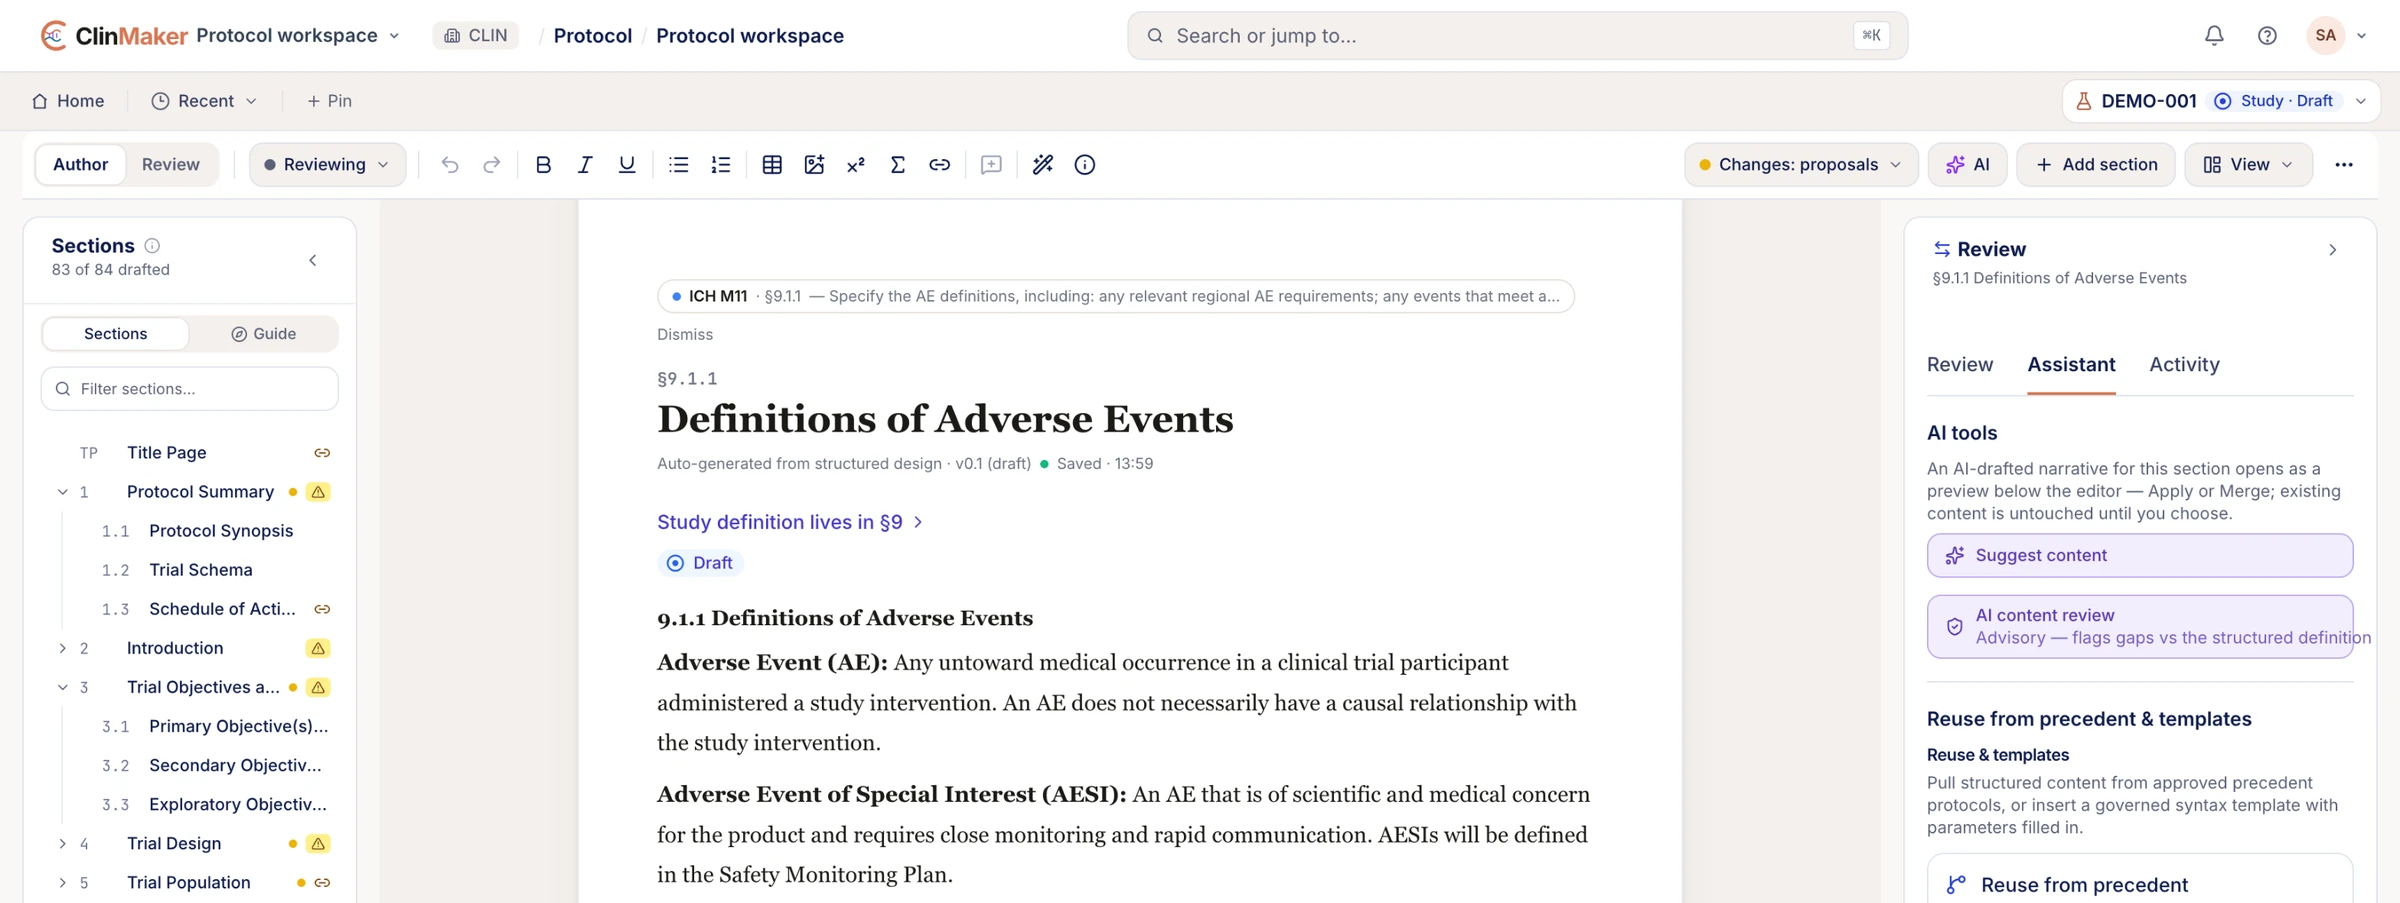 ClinMaker Protocol workspace CLIN / Protocol / Protocol workspace Search or jump to... ⌘K SA
Home Recent + Pin DEMO-001 Study · Draft
Author Review Reviewing B I U x² Σ Changes: proposals AI + Add section View
Sections
83 of 84 drafted
Sections Guide
Filter sections...
TP Title Page
1 Protocol Summary
1.1 Protocol Synopsis
1.2 Trial Schema
1.3 Schedule of Acti...
2 Introduction
3 Trial Objectives a...
3.1 Primary Objective(s)...
3.2 Secondary Objectiv...
3.3 Exploratory Objectiv...
4 Trial Design
5 Trial Population
ICH M11 · §9.1.1 — Specify the AE definitions, including: any relevant regional AE requirements; any events that meet a...
Dismiss
§9.1.1
Definitions of Adverse Events
Auto-generated from structured design · v0.1 (draft) Saved · 13:59
Study definition lives in §9
Draft
9.1.1 Definitions of Adverse Events
Adverse Event (AE): Any untoward medical occurrence in a clinical trial participant
administered a study intervention. An AE does not necessarily have a causal relationship with
the study intervention.
Adverse Event of Special Interest (AESI): An AE that is of scientific and medical concern
for the product and requires close monitoring and rapid communication. AESIs will be defined
in the Safety Monitoring Plan.
Review
§9.1.1 Definitions of Adverse Events
Review Assistant Activity
AI tools
An AI-drafted narrative for this section opens as a
preview below the editor — Apply or Merge; existing
content is untouched until you choose.
Suggest content
AI content review
Advisory — flags gaps vs the structured definition
Reuse from precedent & templates
Reuse & templates
Pull structured content from approved precedent
protocols, or insert a governed syntax template with
parameters filled in.
Reuse from precedent